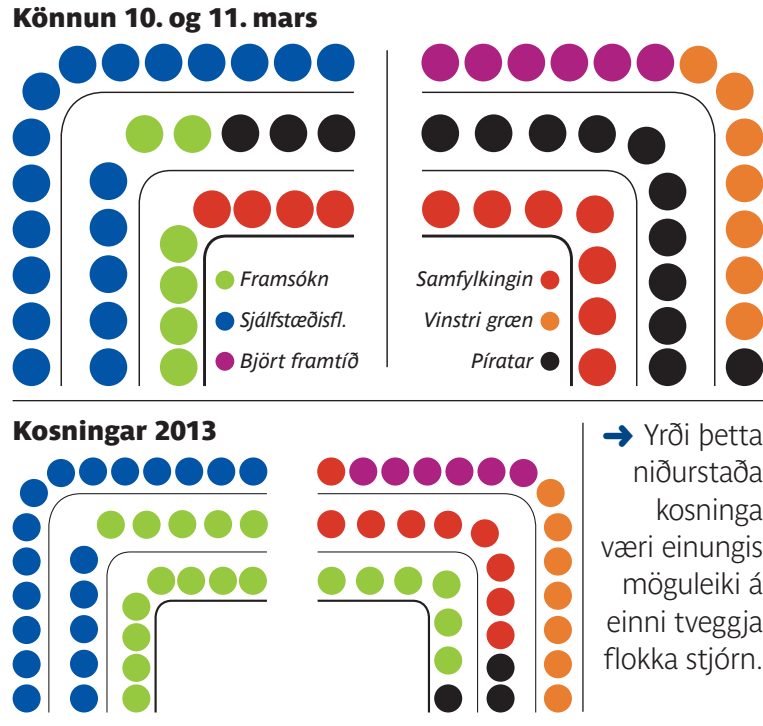 Könnun 10. og 11. mars
Framsókn
Sjálfstæðisfl.
Björt framtíð
Samfylkingin
Vinstri græn
Píratar
Kosningar 2013
➜ Yrði þetta
niðurstaða
kosninga
væri einungis
möguleiki á
einni tveggja
flokka stjórn.